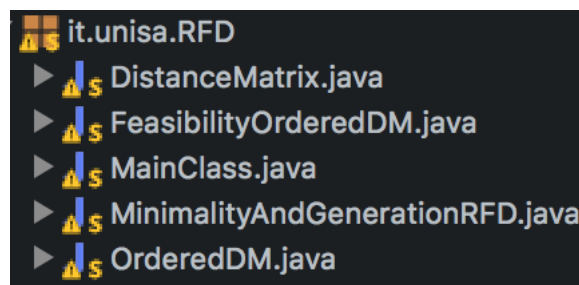 it.unisa.RFD
DistanceMatrix.java
FeasibilityOrderedDM.java
MainClass.java
MinimalityAndGenerationRFD.java
OrderedDM.java